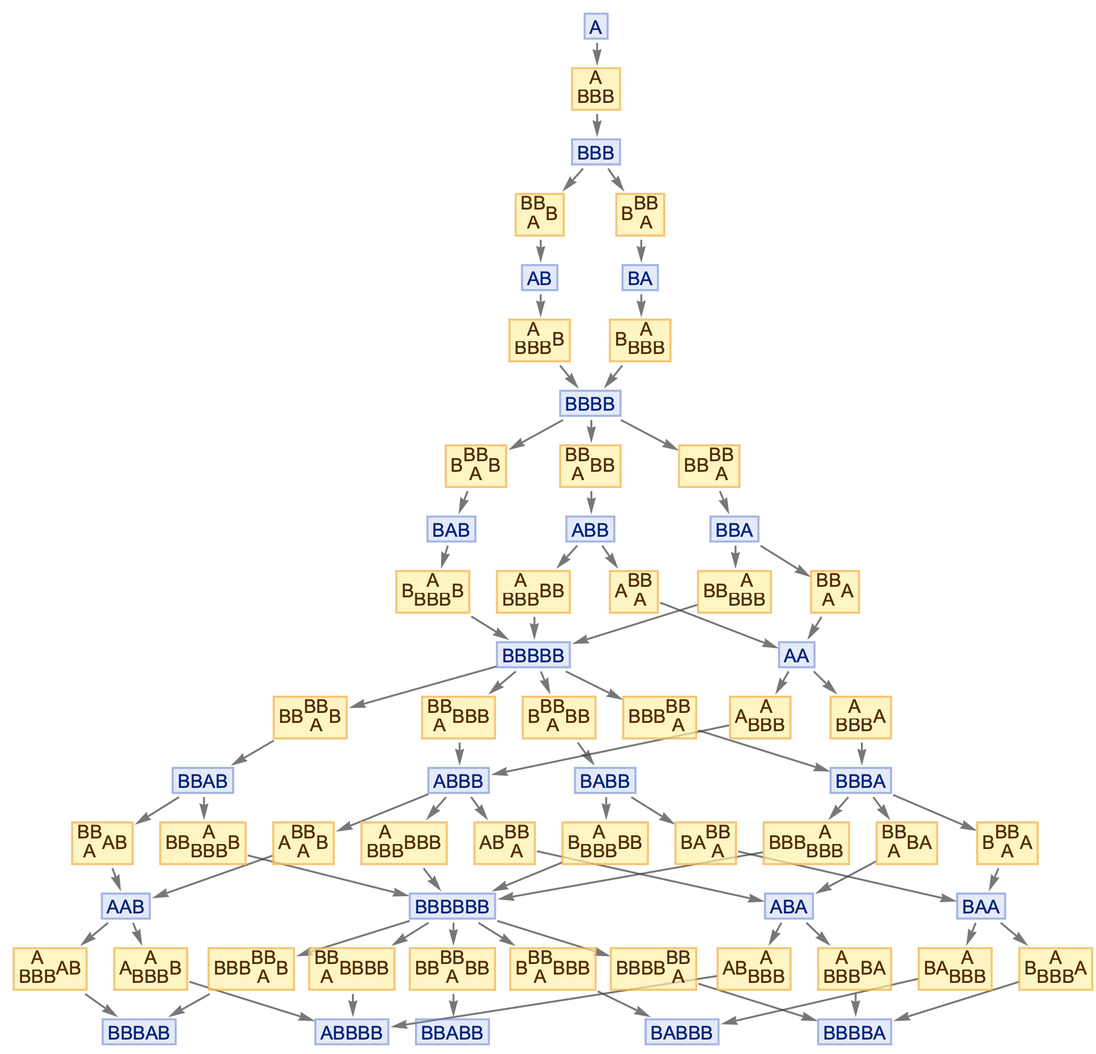 A
A
BBB
BBB
BB A B B BB A
AB BA
A BBB B B A BBB
BBBB
B BB A B BB A BB BB BB A
BAB ABB BBA
B A BBB B A BBB BB A BB A BB A BBB BB A A
BBBBB AA
BB BB A B BB A BBB B BB A BB BBB BB A A A BBB A BBB A
BBAB ABBB BABB BBBA
BB A AB BB A BBB B A BB A B A BBB BBB AB BB A B A BBB BB BA BB A BBB A BBB BB A BA B BB A A
AAB BBBBBB ABA BAA
A BBB AB A A BBB B BBB BB A B BB A BBBB BB BB A BB B BB A BBB BBBB BB A AB A BBB A BBB BA BA A BBB B A BBB A
BBBAB ABBBB BBABB BABBB BBBBA